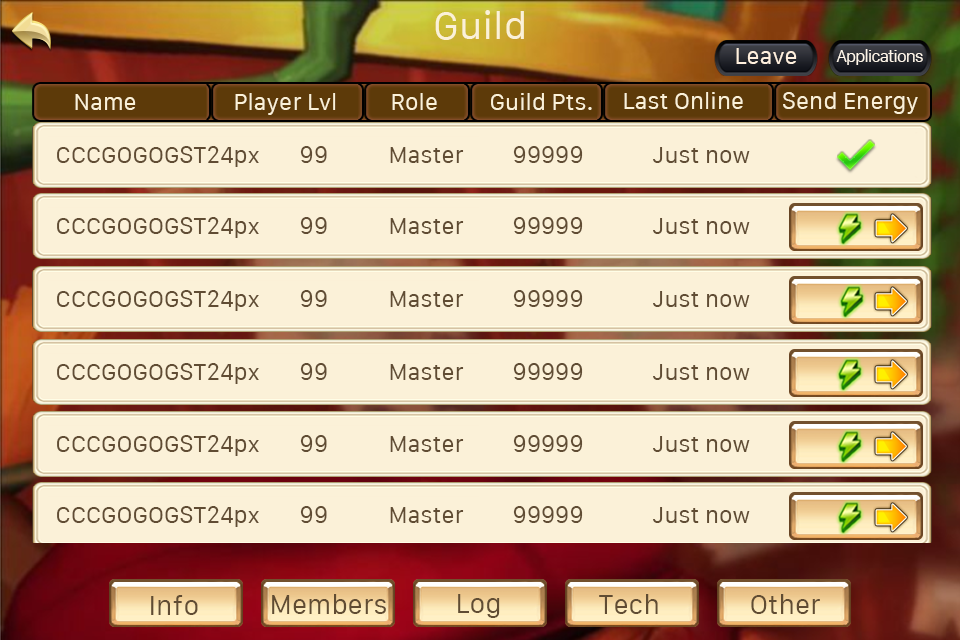 Guild
Leave
Applications
Name Player Lvl Role Guild Pts. Last Online Send Energy
CCCGOGOGST24px 99 Master 99999 Just now
CCCGOGOGST24px 99 Master 99999 Just now
CCCGOGOGST24px 99 Master 99999 Just now
CCCGOGOGST24px 99 Master 99999 Just now
CCCGOGOGST24px 99 Master 99999 Just now
CCCGOGOGST24px 99 Master 99999 Just now
Info Members Log Tech Other